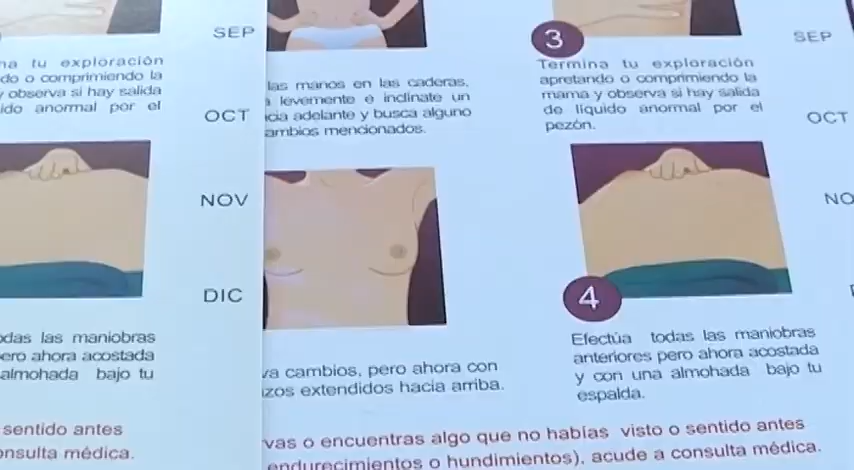 na tu exploración
do o comprimiendo la
y observa si hay salida
ido anormal por el
odas las maniobras
ero ahora acostada
almohada bajo tu
sentido antes
onsulta médica.
SEP
OCT
NOV
DIC
las manos en las caderas,
levemente e inclínate un
cia adelante y busca alguno
ambios mencionados.
va cambios, pero ahora con
zos extendidos hacia arriba.
3
Termina tu exploración
apretando o comprimiendo la
mama y observa si hay salida
de líquido anormal por el
pezón.
4
Efectúa todas las maniobras
anteriores pero ahora acostada
y con una almohada bajo tu
espalda.
vas o encuentras algo que no habías visto o sentido antes
endurecimientos o hundimientos), acude a consulta médica.
SEP
OCT
NO